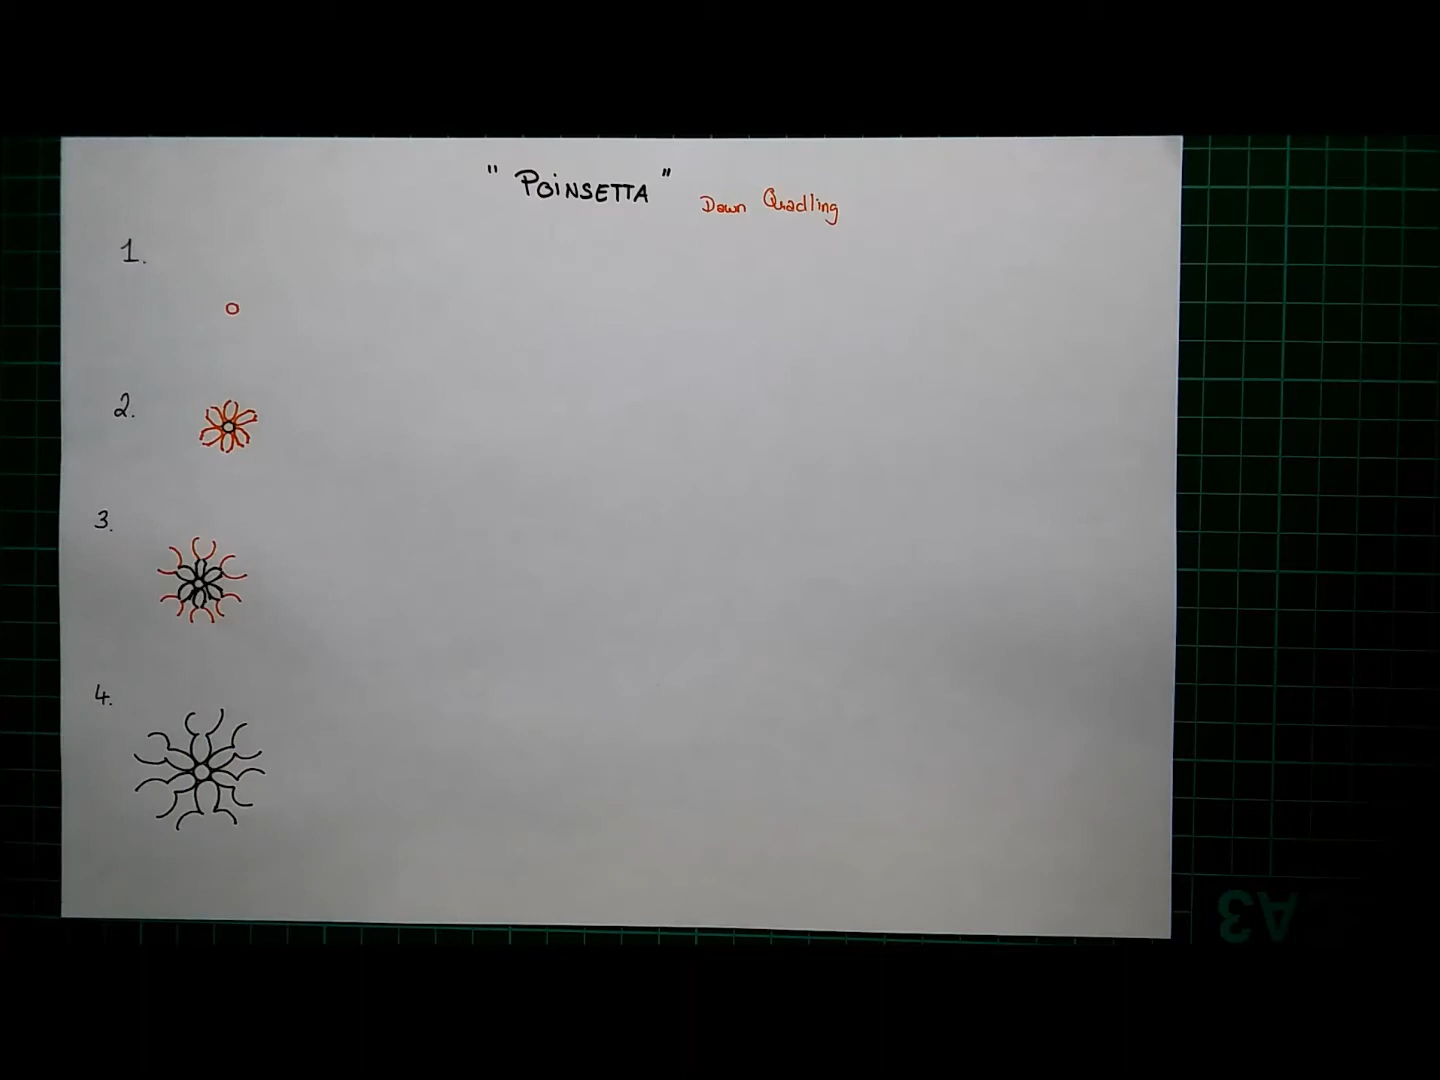 "POiNSETTA" Dawn Quadling
1.
2.
3.
4.
A3